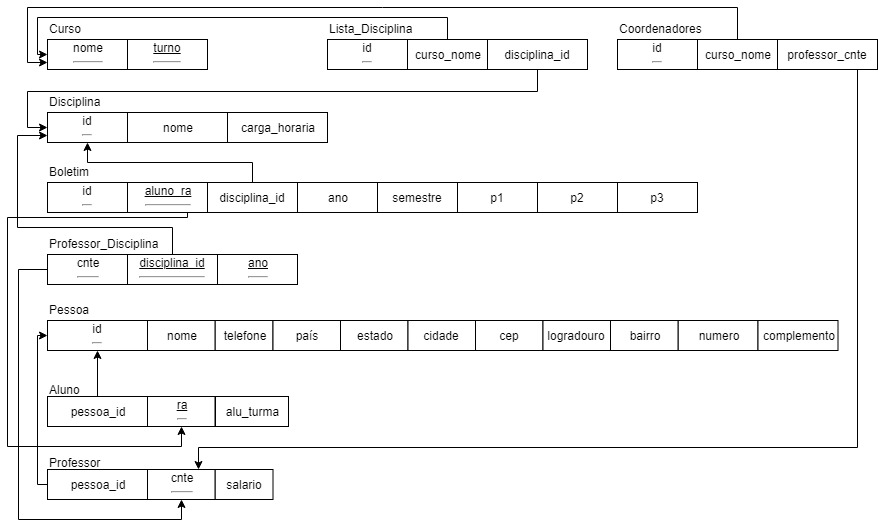 Curso
nome turno
Lista_Disciplina
id curso_nome disciplina_id
Coordenadores
id curso_nome professor_cnte
Disciplina
id nome carga_horaria
Boletim
id aluno_ra disciplina_id ano semestre p1 p2 p3
Professor_Disciplina
cnte disciplina_id ano
Pessoa
id nome telefone país estado cidade cep logradouro bairro numero complemento
Aluno
pessoa_id ra alu_turma
Professor
pessoa_id cnte salario